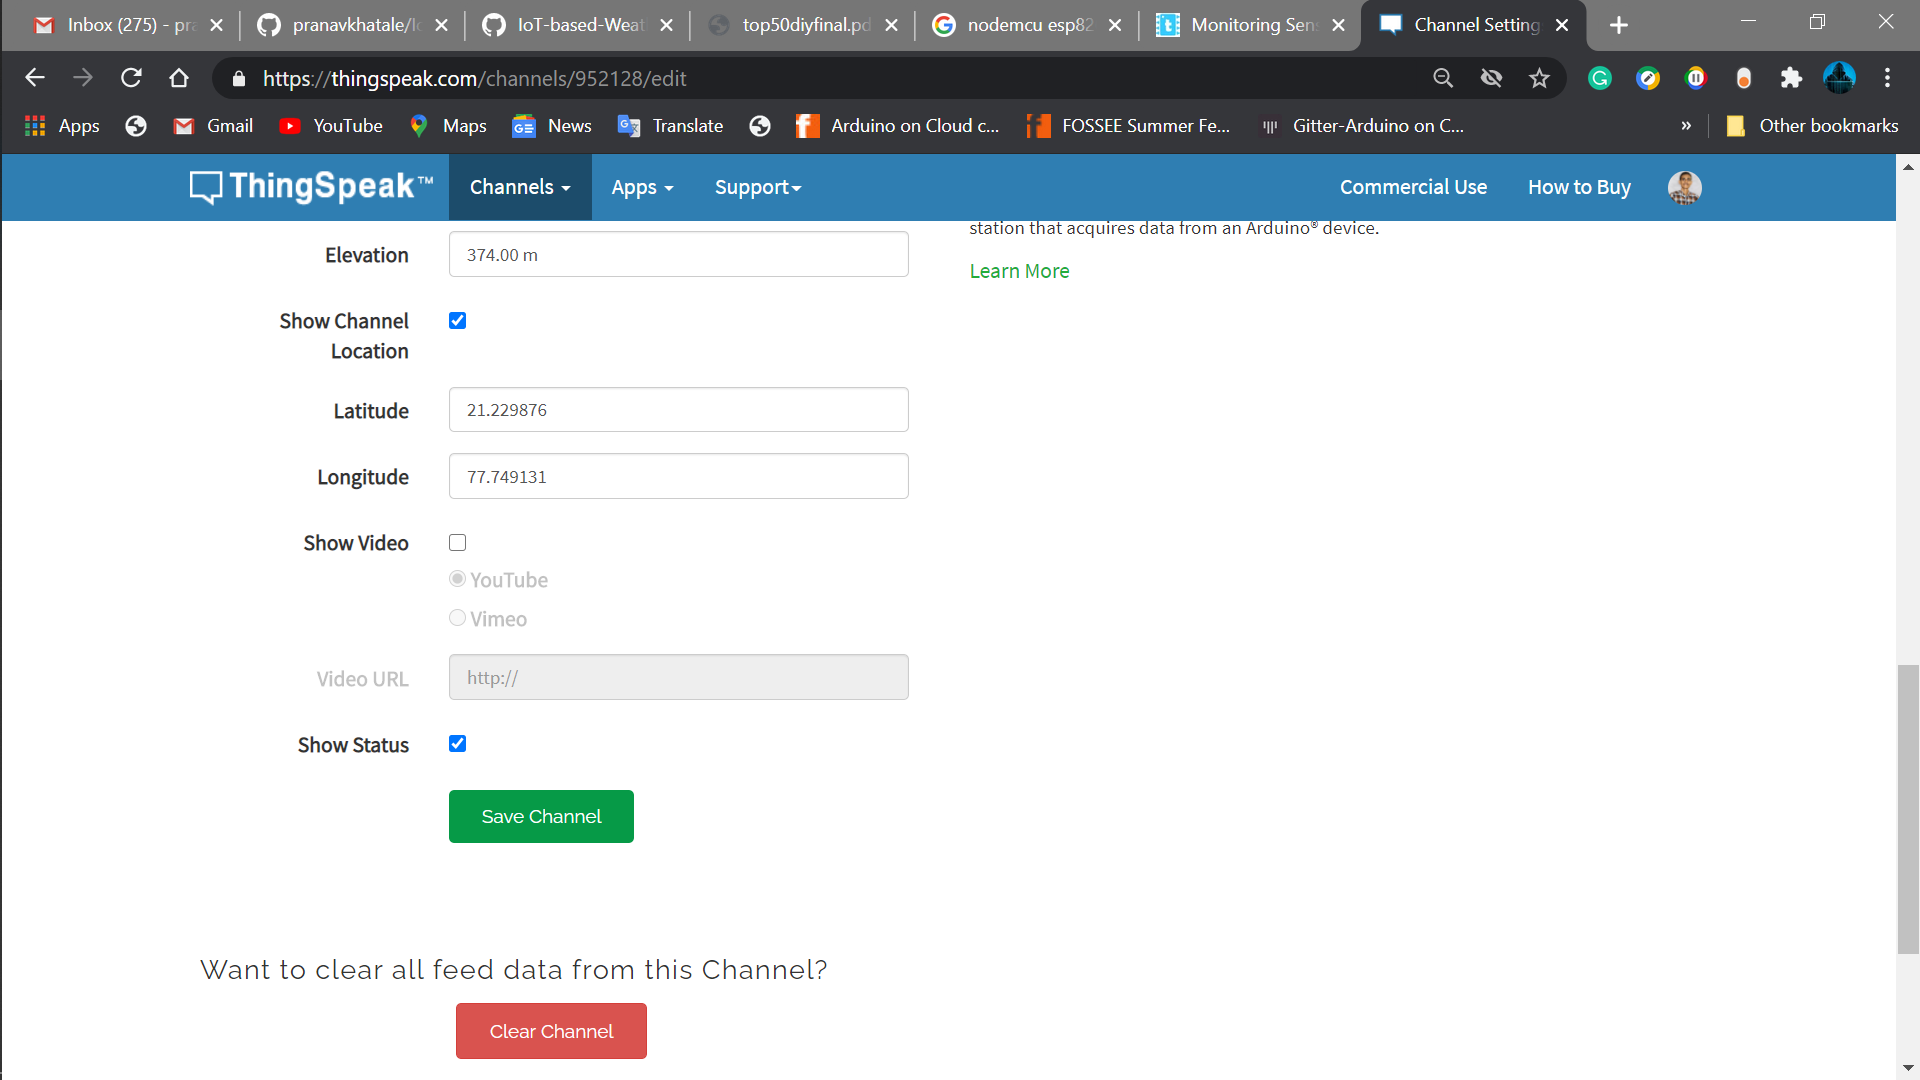 Inbox (275) - pr
pranavkhatale/I
IoT-based-Weat
top50diyfinal.pd
nodemcu esp82
Monitoring Sen
Channel Setting
https://thingspeak.com/channels/952128/edit
Apps
Gmail
YouTube
Maps
News
Translate
Arduino on Cloud c...
FOSSEE Summer Fe...
Gitter-Arduino on C...
»
Other bookmarks
ThingSpeak™
Channels
Apps
Support
Commercial Use
How to Buy
station that acquires data from an Arduino® device.
Learn More
Elevation
374.00 m
Show Channel
Location
Latitude
21.229876
Longitude
77.749131
Show Video
YouTube
Vimeo
Video URL
http://
Show Status
Save Channel
Want to clear all feed data from this Channel?
Clear Channel